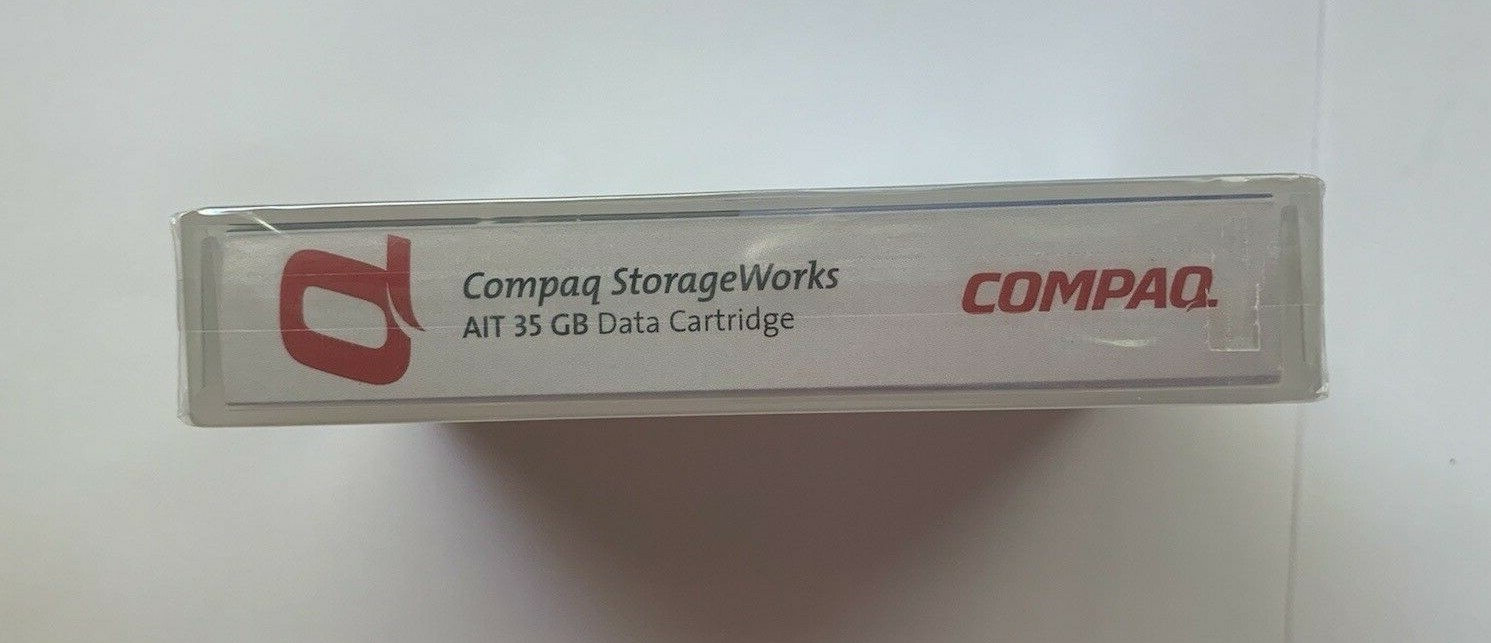 Compaq StorageWorks
AIT 35 GB Data Cartridge
COMPAQ.